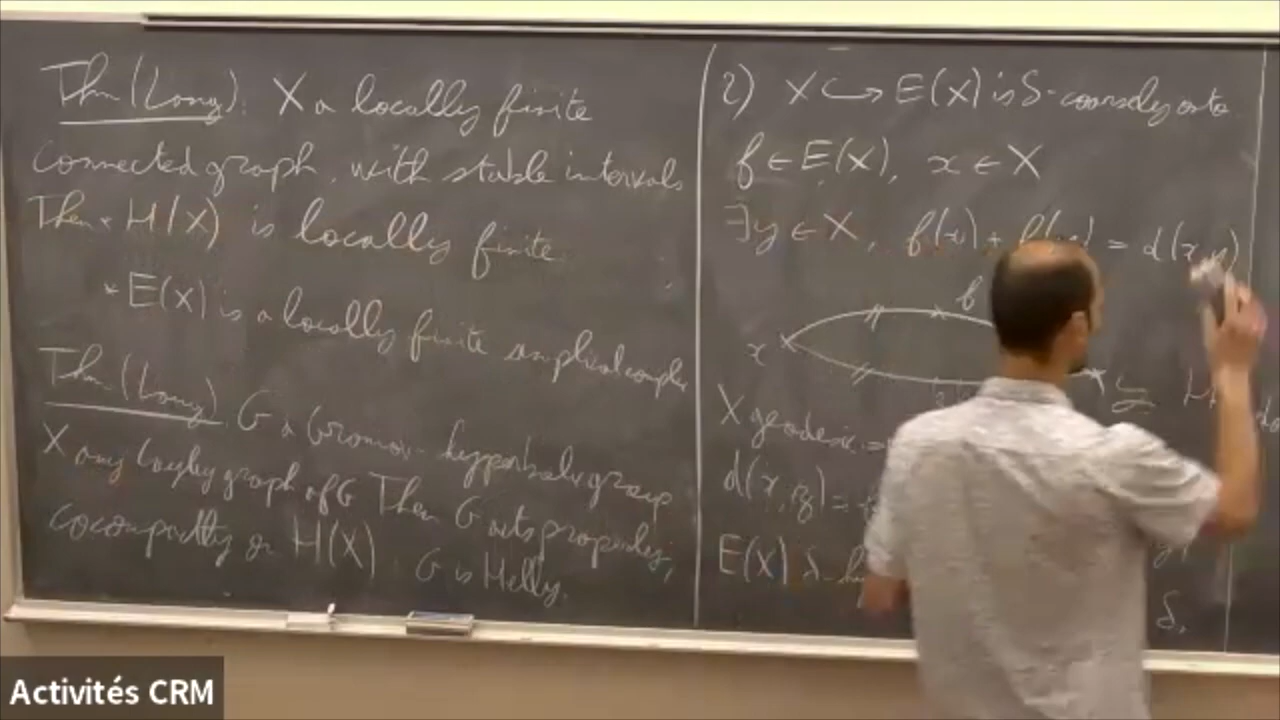 Thm (Lang): X a locally finite
connected graph, with stable intervals
Then * H(X) is locally finite
* E(X) is a locally finite simplicial complex
Thm (Lang). G a Gromov-hyperbolic group
X any Cayley graph of G Then G acts properly,
cocompactly on H(X). G is Helly.
2) X ↪ E(X) is δ-coarsely onto
f ∈ E(X), x ∈ X
∃y ∈ X, f(x) + f(y) = d(x,y)
f
x
X geodesic =
d(x,z) =
E(X) δ-h
δ.
Activités CRM